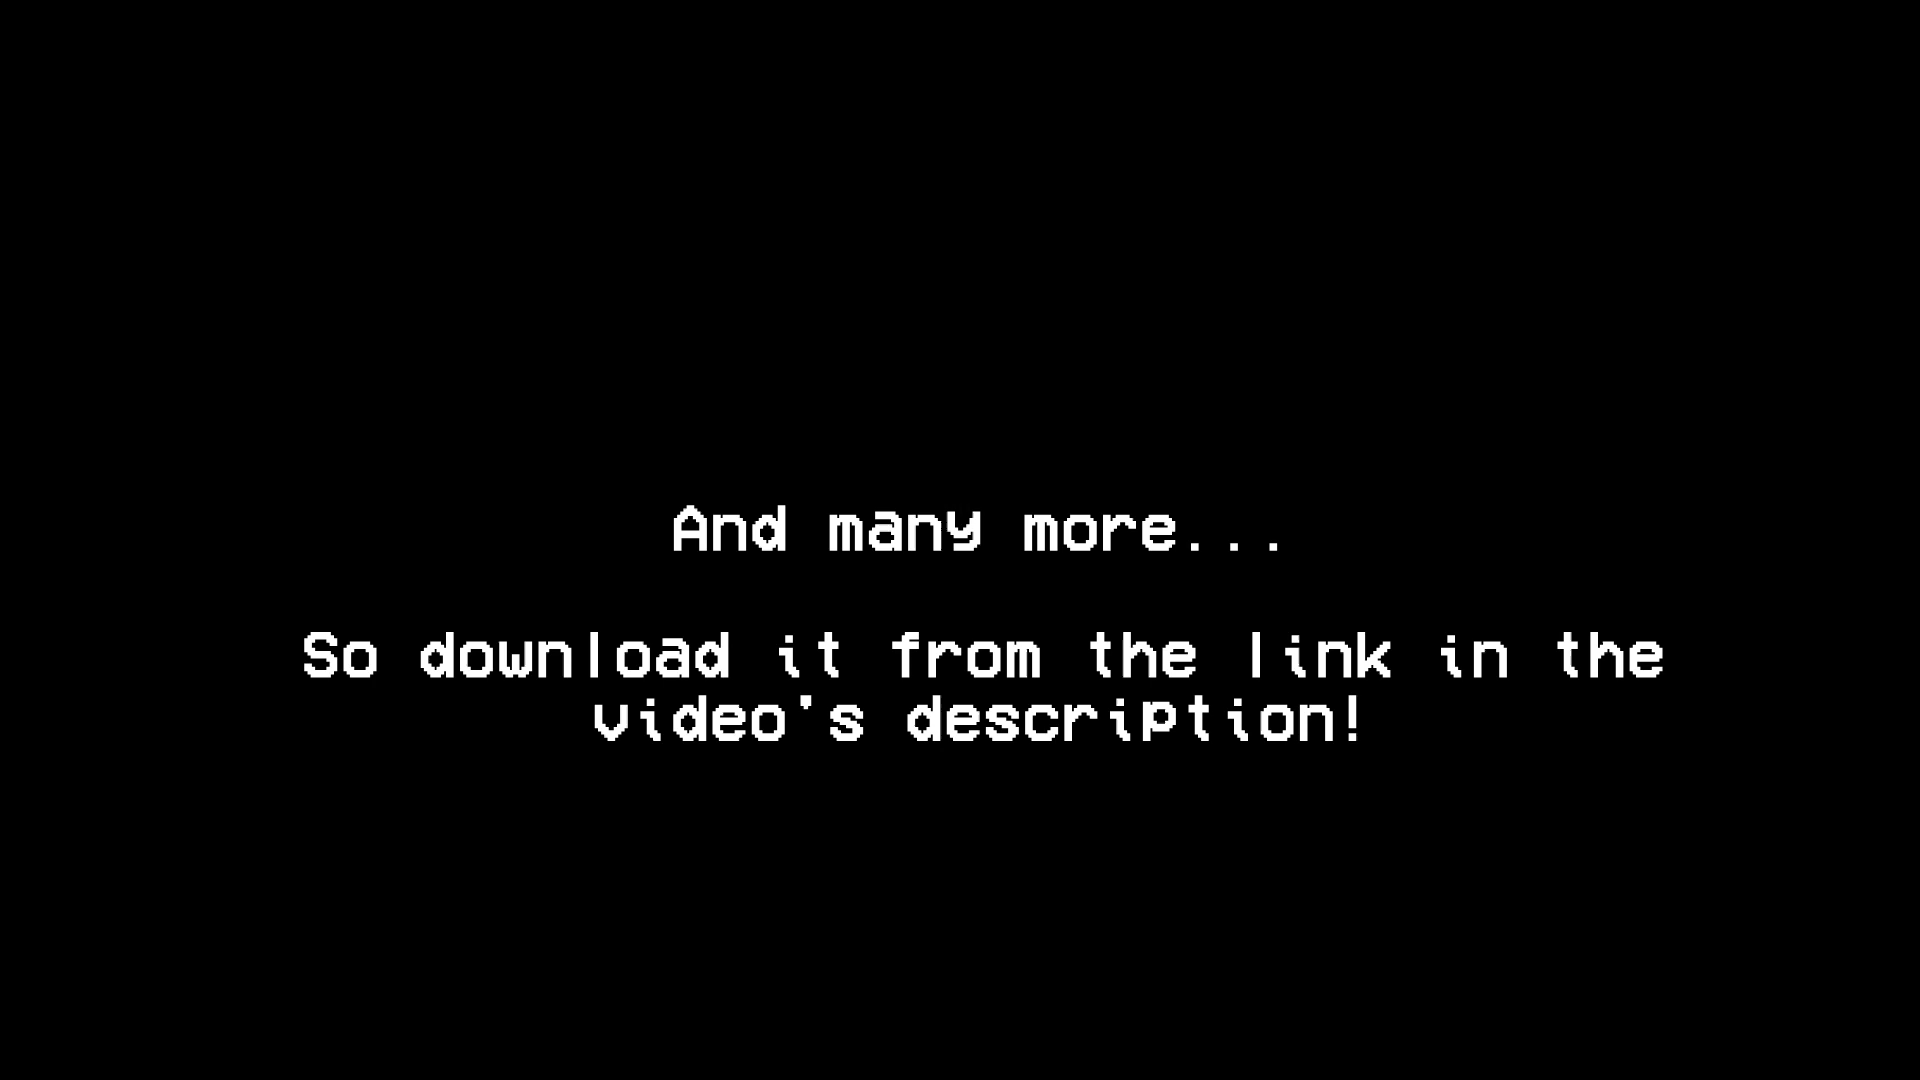 And many more...
So download it from the link in the
video's description!